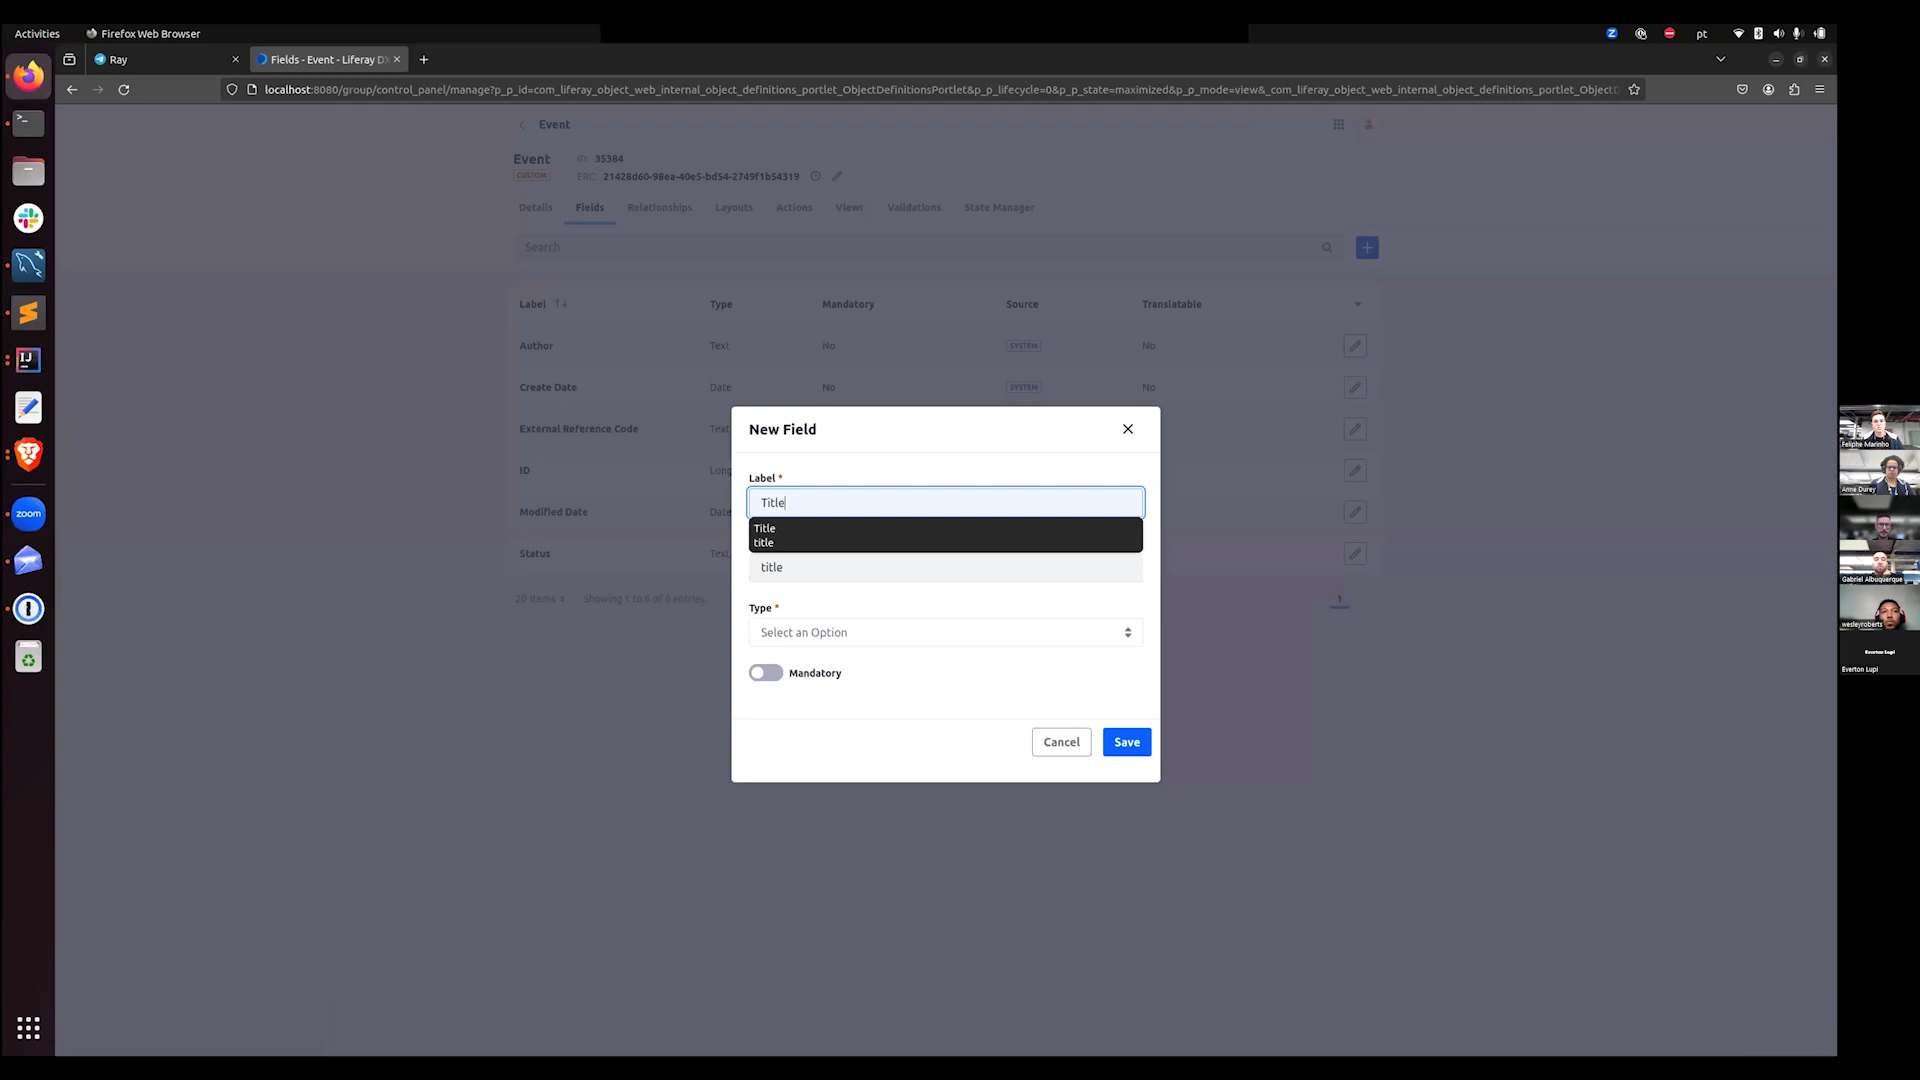 Activities
Firefox Web Browser
pt
Ray
Fields - Event - Liferay DX
localhost:8080/group/control_panel/manage?p_p_id=com_liferay_object_web_internal_object_definitions_portlet_ObjectDefinitionsPortlet&p_p_lifecycle=0&p_p_state=maximized&p_p_mode=view&_com_liferay_object_web_internal_object_definitions_portlet_ObjectD
Event
Event
ID: 35384
CUSTOM
ERC: 21428d60-98ea-40e5-bd54-2749f1b54319
Details
Fields
Relationships
Layouts
Actions
Views
Validations
State Manager
Search
Label
Type
Mandatory
Source
Translatable
Author
Text
No
SYSTEM
No
Create Date
Date
No
SYSTEM
No
External Reference Code
Text
ID
Long
Modified Date
Date
Status
Text
20 Items
Showing 1 to 6 of 6 entries.
1
New Field
Label *
Title
Title
title
title
Type *
Select an Option
Mandatory
Cancel
Save
zoom
Feliphe Marinho
Anne Durey
Gabriel Albuquerque
wesleyroberts
Everton Lupi
Everton Lupi